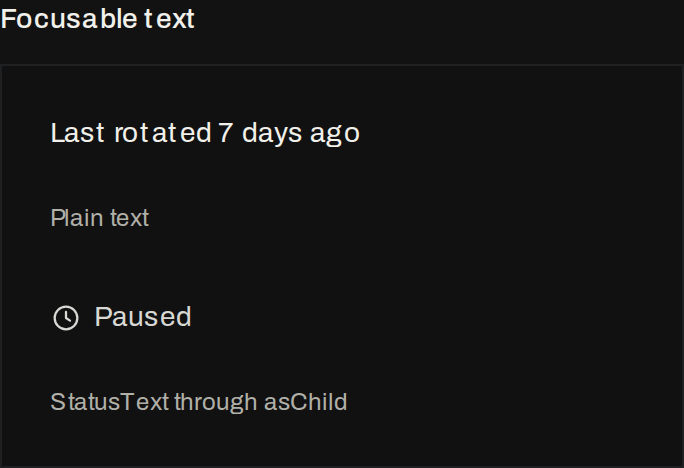 Focusable text
Last rotated 7 days ago
Plain text
Paused
StatusText through asChild